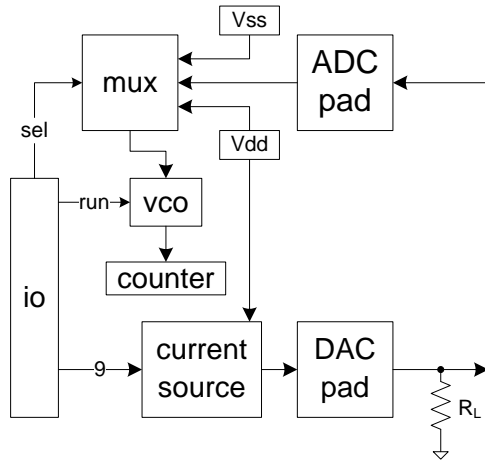 Vss
mux
ADC
pad
sel
Vdd
run
vco
counter
io
current
source
DAC
pad
9
RL